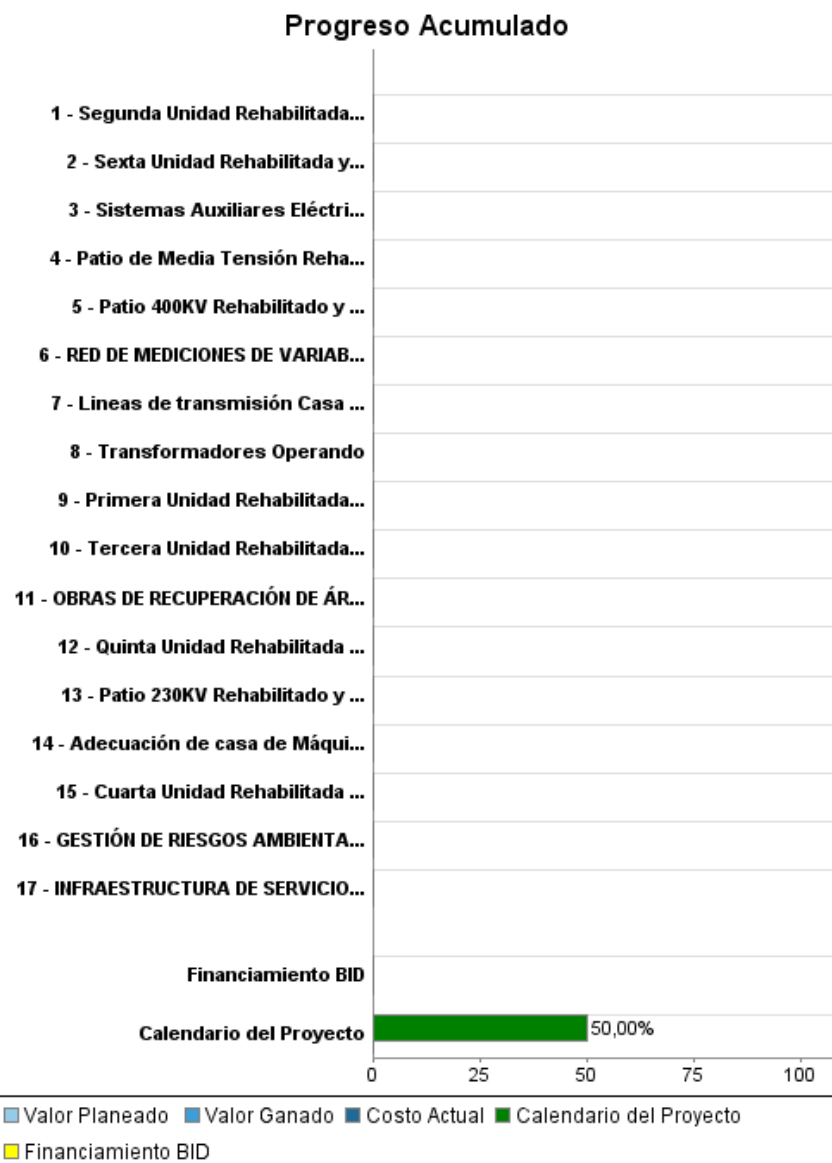 Progreso Acumulado
1 - Segunda Unidad Rehabilitada...
2 - Sexta Unidad Rehabilitada y...
3 - Sistemas Auxiliares Eléctri...
4 - Patio de Media Tensión Reha...
5 - Patio 400KV Rehabilitado y ...
6 - RED DE MEDICIONES DE VARIAB...
7 - Lineas de transmisión Casa ...
8 - Transformadores Operando
9 - Primera Unidad Rehabilitada...
10 - Tercera Unidad Rehabilitada...
11 - OBRAS DE RECUPERACIÓN DE ÁR...
12 - Quinta Unidad Rehabilitada ...
13 - Patio 230KV Rehabilitado y ...
14 - Adecuación de casa de Máqui...
15 - Cuarta Unidad Rehabilitada ...
16 - GESTIÓN DE RIESGOS AMBIENTA...
17 - INFRAESTRUCTURA DE SERVICIO...
Financiamiento BID
Calendario del Proyecto 50,00%
0 25 50 75 100
Valor Planeado Valor Ganado Costo Actual Calendario del Proyecto
Financiamiento BID